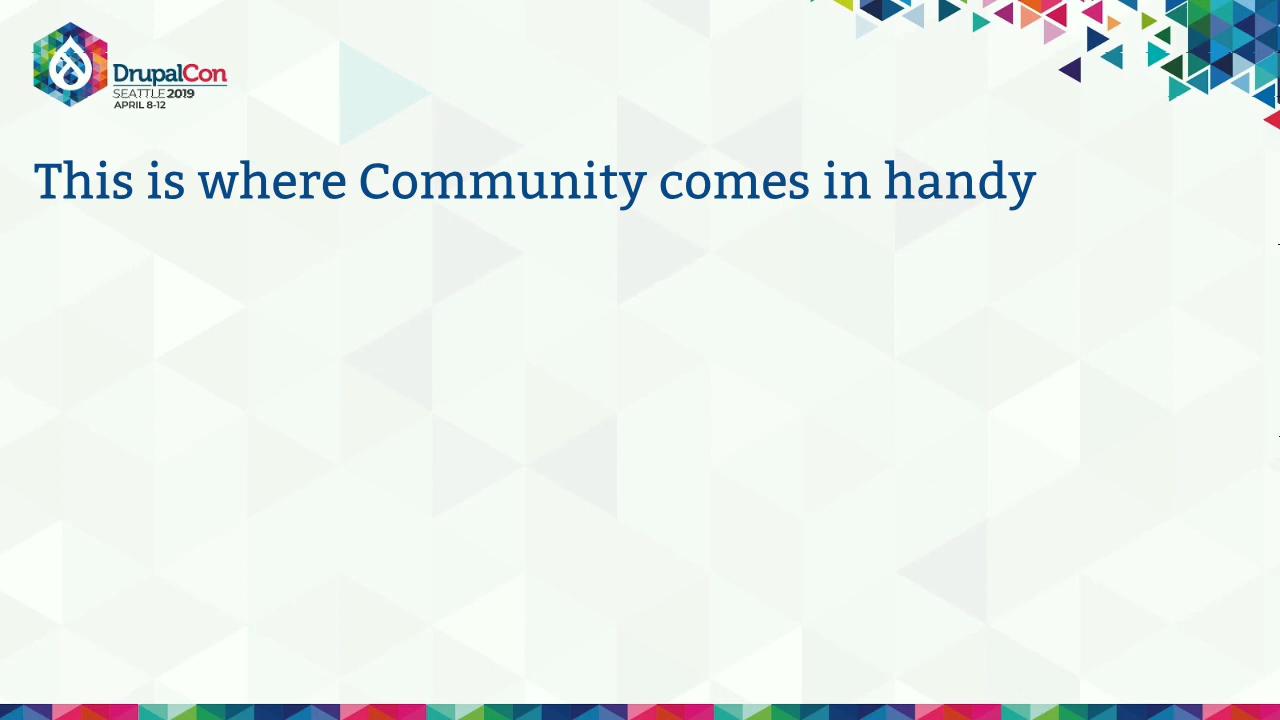 DrupalCon
SEATTLE 2019
APRIL 8-12
This is where Community comes in handy